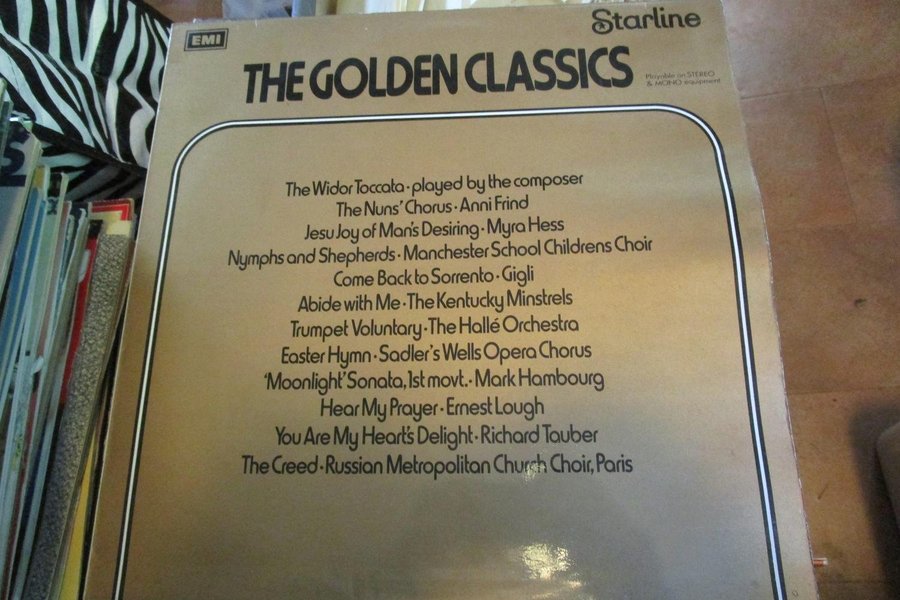 EMI
Starline
THE GOLDEN CLASSICS
Playable on STEREO
& MONO equipment
The Widor Toccata · played by the composer
The Nuns' Chorus · Anni Frind
Jesu Joy of Man's Desiring · Myra Hess
Nymphs and Shepherds · Manchester School Childrens Choir
Come Back to Sorrento · Gigli
Abide with Me · The Kentucky Minstrels
Trumpet Voluntary · The Hallé Orchestra
Easter Hymn · Sadler's Wells Opera Chorus
'Moonlight' Sonata, 1st movt. · Mark Hambourg
Hear My Prayer · Ernest Lough
You Are My Heart's Delight · Richard Tauber
The Creed · Russian Metropolitan Church Choir, Paris